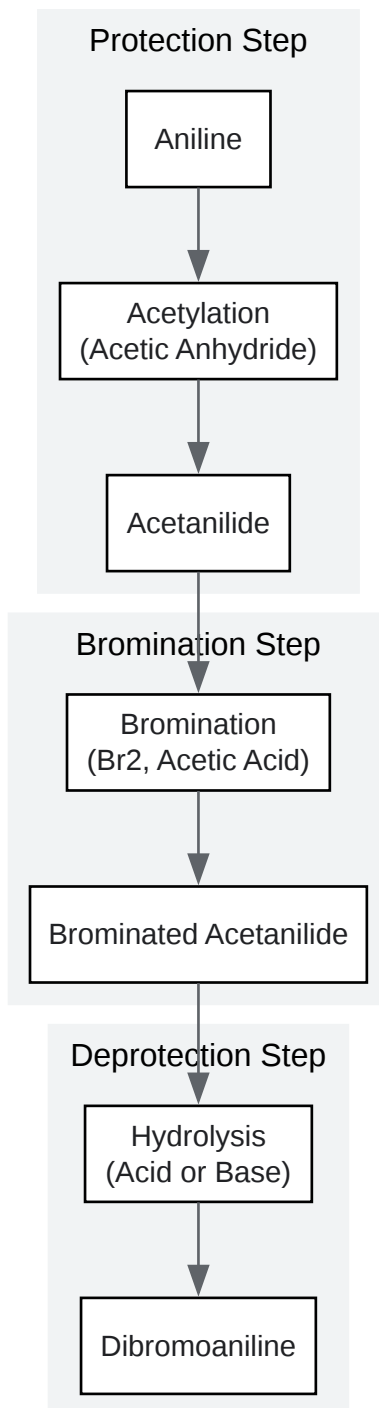 Protection Step
Aniline
Acetylation
(Acetic Anhydride)
Acetanilide
Bromination Step
Bromination
(Br2, Acetic Acid)
Brominated Acetanilide
Deprotection Step
Hydrolysis
(Acid or Base)
Dibromoaniline